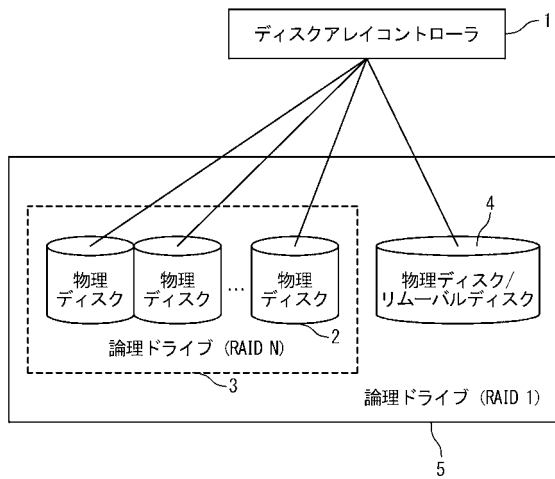 ディスクアレイコントローラ
1
4
物理
ディスク
物理
ディスク
...
物理
ディスク
物理ディスク/
リムーバルディスク
2
論理ドライブ (RAID N)
3
論理ドライブ (RAID 1)
5